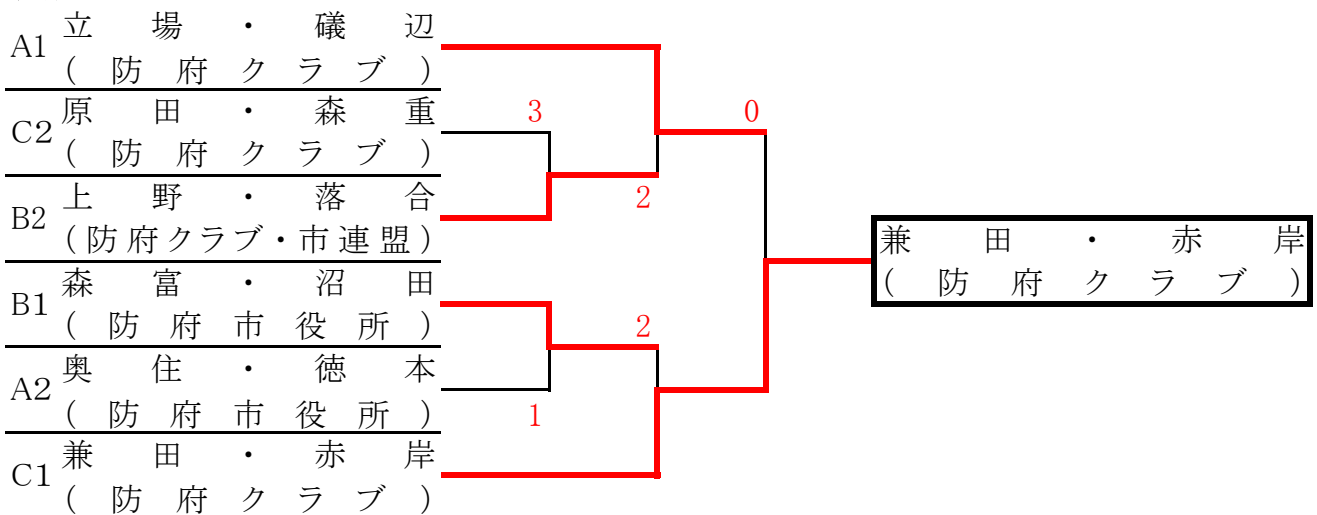 A1 立場・礒辺
(防府クラブ)
C2 原田・森重
(防府クラブ)
3
0
B2 上野・落合
(防府クラブ・市連盟)
2
兼田・赤岸
(防府クラブ)
B1 森富・沼田
(防府市役所)
2
A2 奥住・徳本
(防府市役所)
1
C1 兼田・赤岸
(防府クラブ)